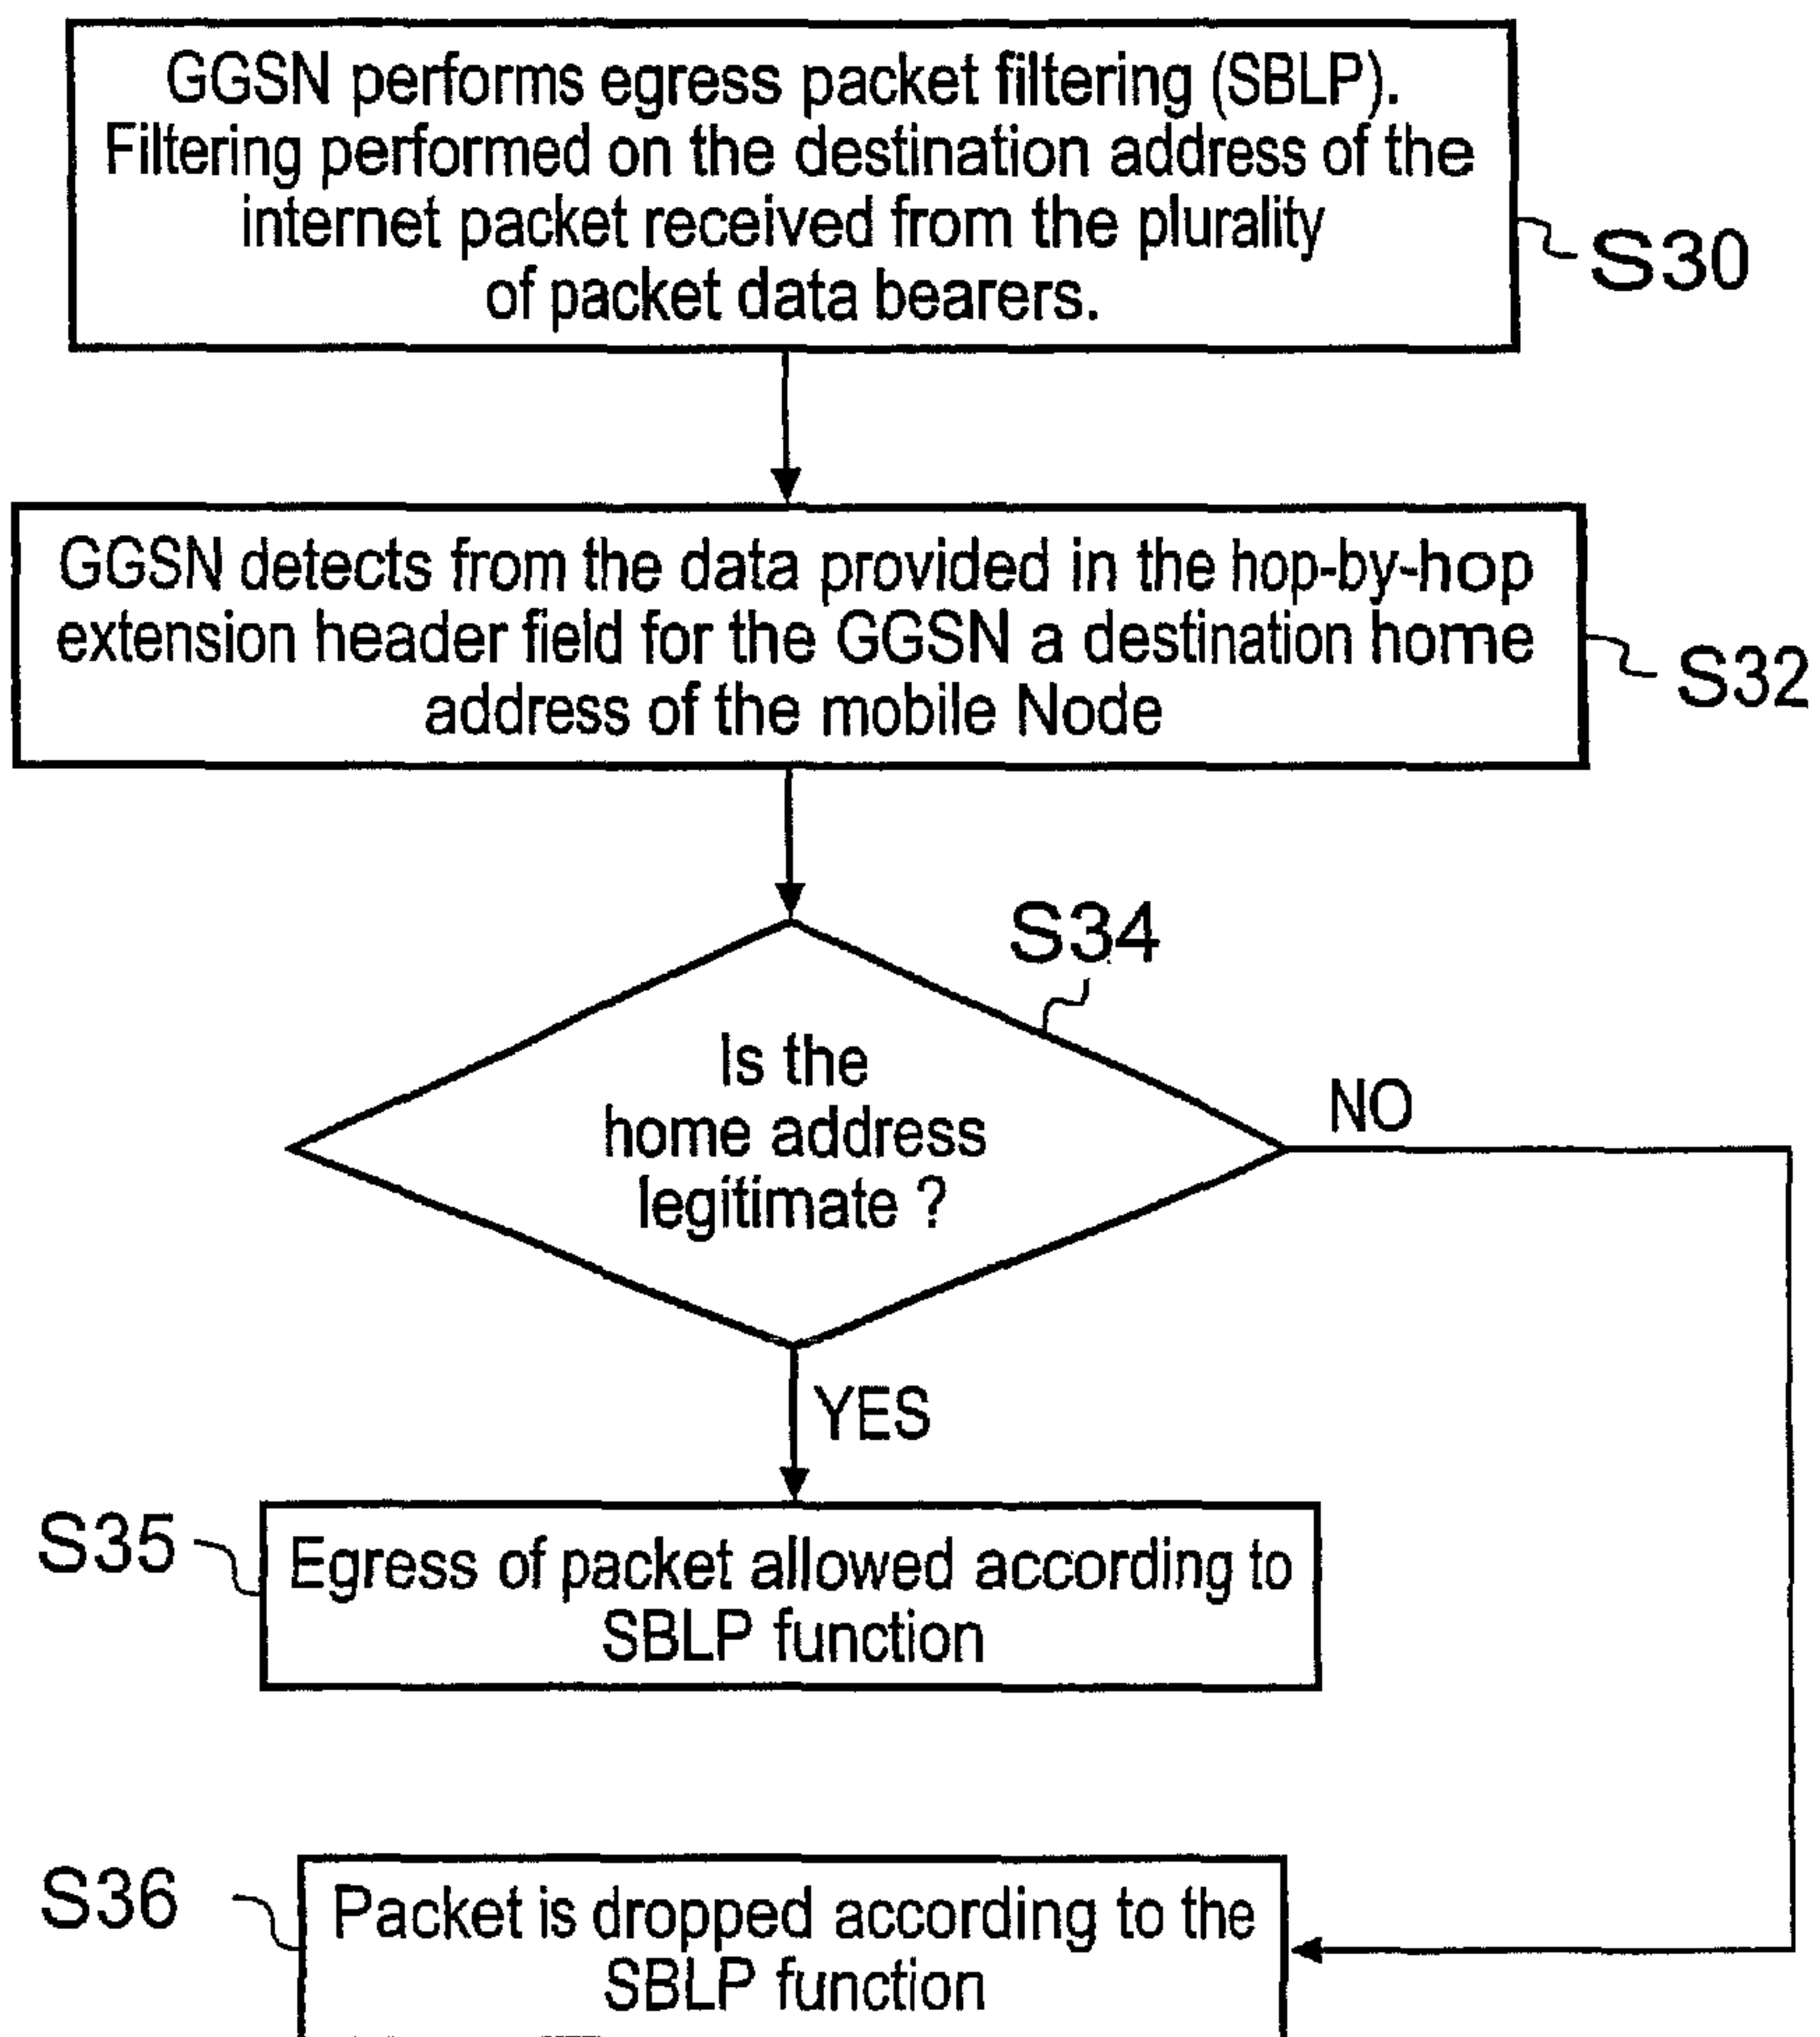 GGSN performs egress packet filtering (SBLP).
Filtering performed on the destination address of the
internet packet received from the plurality
of packet data bearers.
S30
GGSN detects from the data provided in the hop-by-hop
extension header field for the GGSN a destination home
address of the mobile Node
S32
S34
Is the
home address
legitimate ?
NO
YES
S35
Egress of packet allowed according to
SBLP function
S36
Packet is dropped according to the
SBLP function